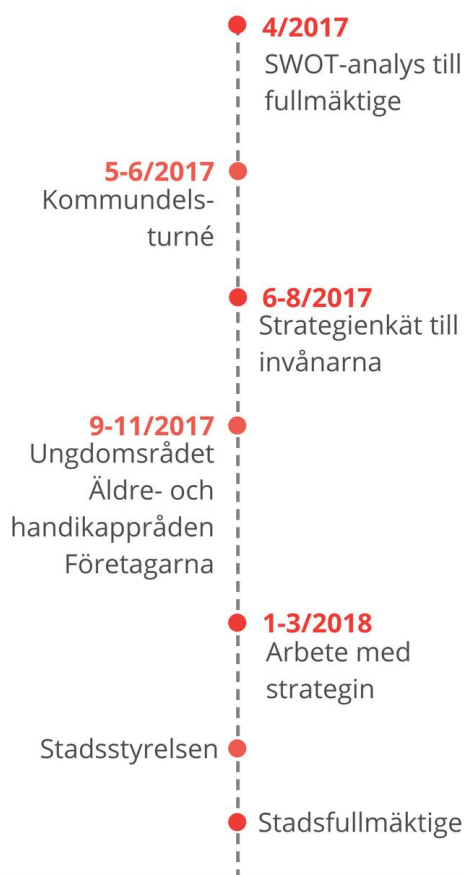 4/2017
SWOT-analys till
fullmäktige
5-6/2017
Kommundels-
turné
6-8/2017
Strategienkät till
invånarna
9-11/2017
Ungdomsrådet
Äldre- och
handikappråden
Företagarna
1-3/2018
Arbete med
strategin
Stadsstyrelsen
Stadsfullmäktige